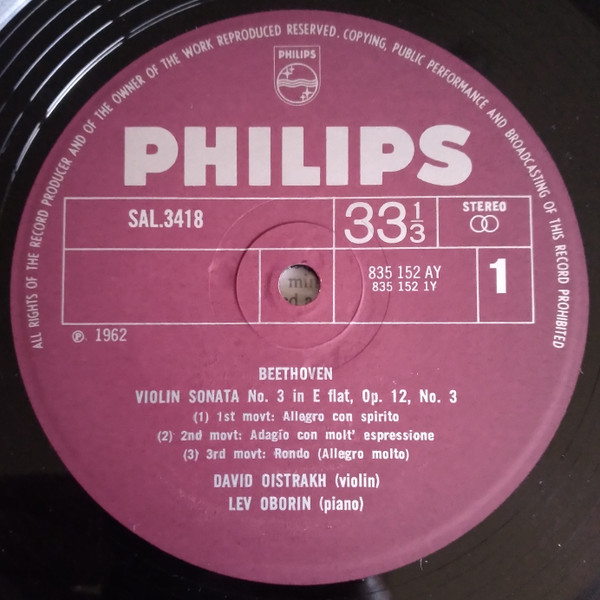 ALL RIGHTS OF THE RECORD PRODUCER AND OF THE OWNER OF THE WORK REPRODUCED RESERVED. COPYING, PUBLIC PERFORMANCE AND BROADCASTING OF THIS RECORD PROHIBITED
PHILIPS
PHILIPS
SAL.3418
33 1/3
STEREO
835 152 AY
835 152 1Y
1
℗ 1962
BEETHOVEN
VIOLIN SONATA No. 3 in E flat, Op. 12, No. 3
(1) 1st movt: Allegro con spirito
(2) 2nd movt: Adagio con molt' espressione
(3) 3rd movt: Rondo (Allegro molto)
DAVID OISTRAKH (violin)
LEV OBORIN (piano)